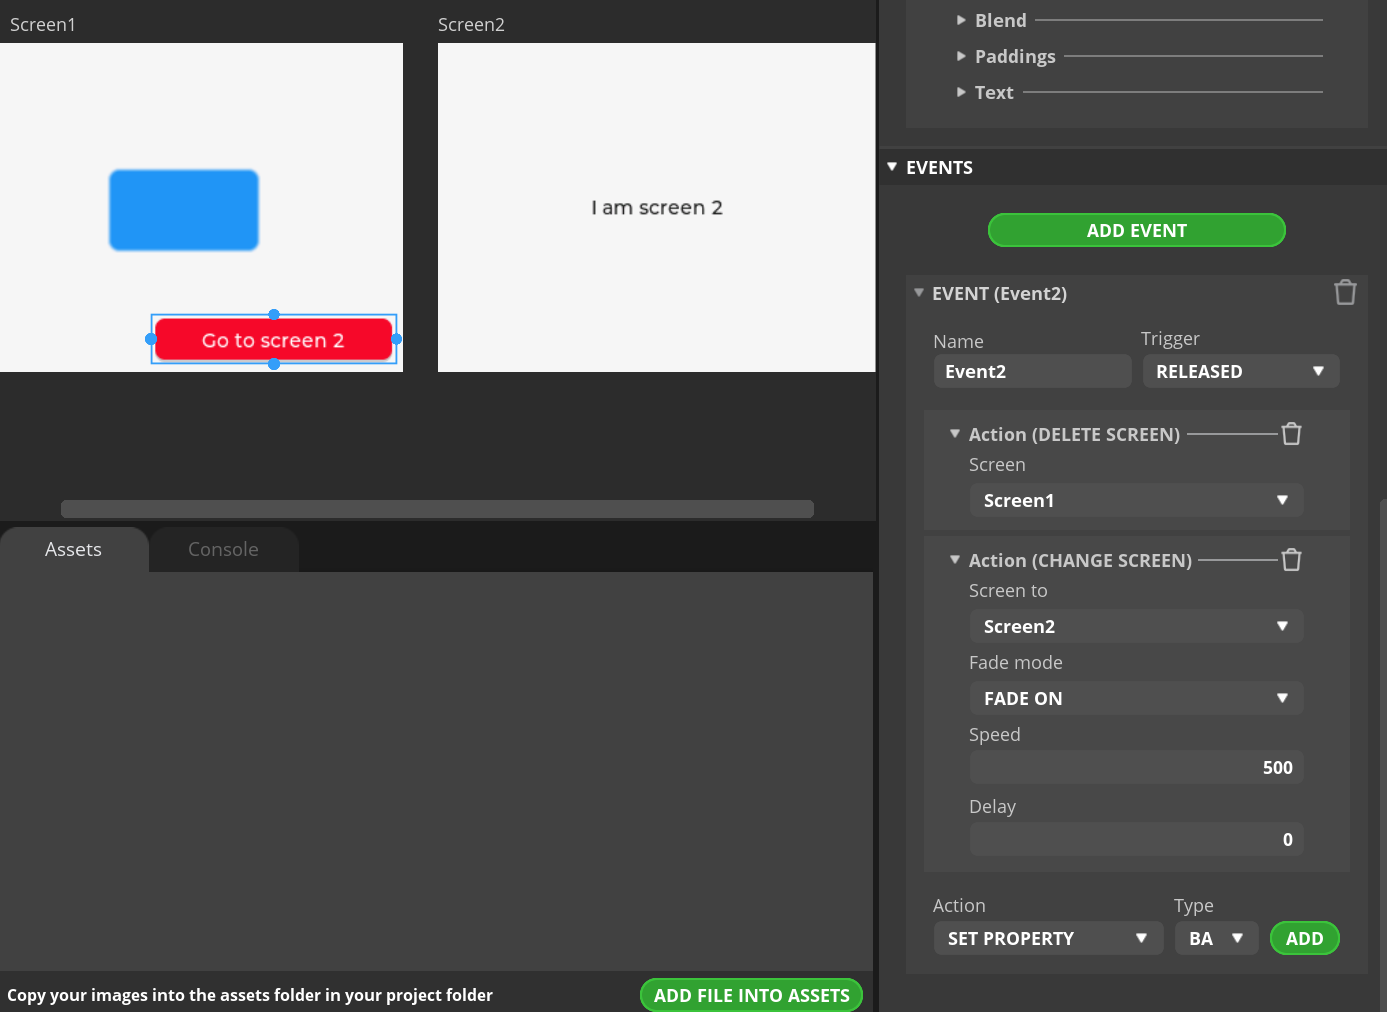 Screen1
Screen2
I am screen 2
Go to screen 2
Assets
Console
Copy your images into the assets folder in your project folder
ADD FILE INTO ASSETS
Blend
Paddings
Text
EVENTS
ADD EVENT
EVENT (Event2)
Name
Trigger
Event2
RELEASED
Action (DELETE SCREEN)
Screen
Screen1
Action (CHANGE SCREEN)
Screen to
Screen2
Fade mode
FADE ON
Speed
500
Delay
0
Action
Type
SET PROPERTY
BA
ADD